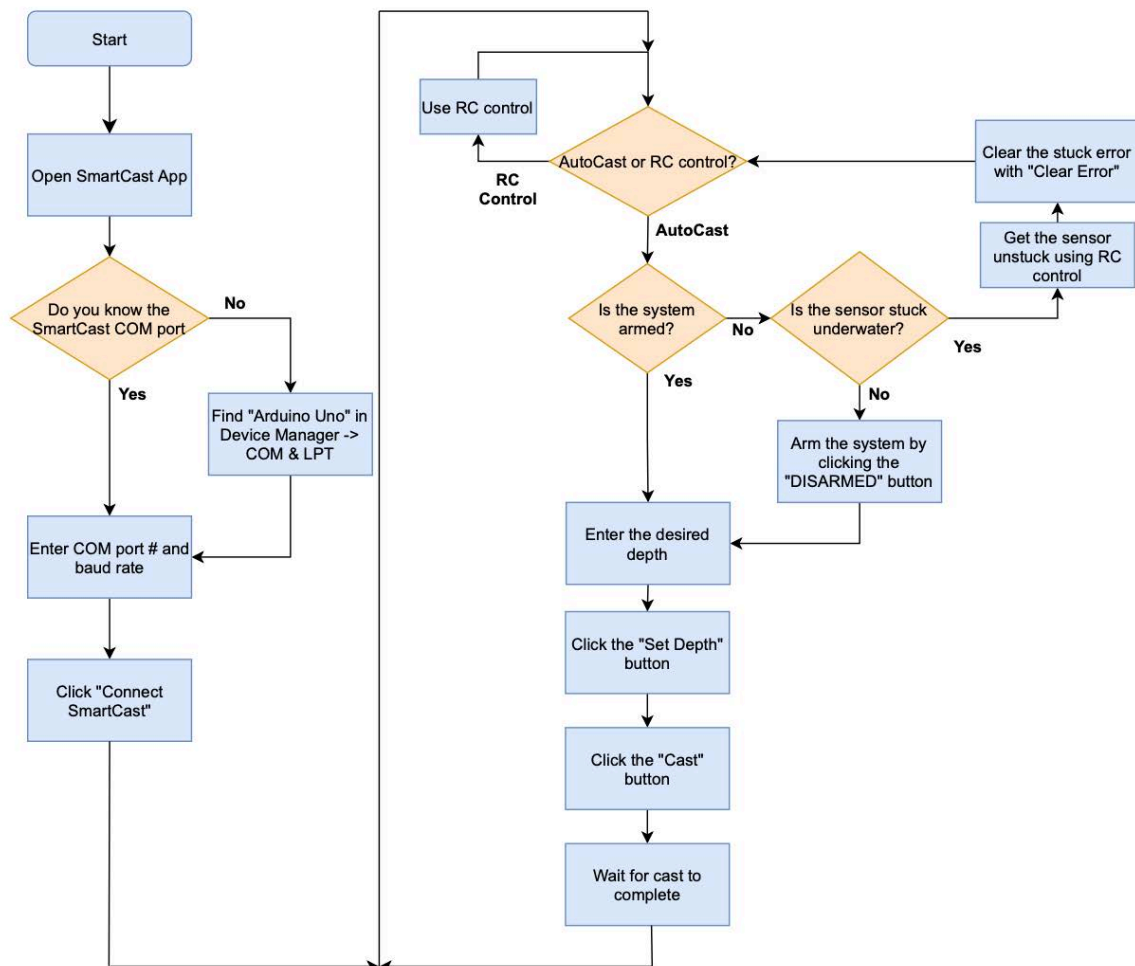 Start
Open SmartCast App
Do you know the
SmartCast COM port
No
Yes
Find "Arduino Uno" in
Device Manager ->
COM & LPT
Enter COM port # and
baud rate
Click "Connect
SmartCast"
Use RC control
AutoCast or RC control?
RC
Control
AutoCast
Clear the stuck error
with "Clear Error"
Get the sensor
unstuck using RC
control
Is the system
armed?
No
Yes
Is the sensor stuck
underwater?
Yes
No
Arm the system by
clicking the
"DISARMED" button
Enter the desired
depth
Click the "Set Depth"
button
Click the "Cast"
button
Wait for cast to
complete